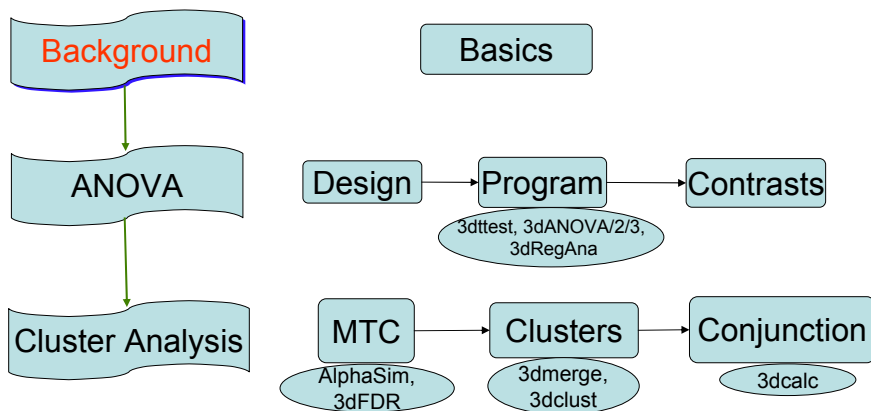 Background
Basics
ANOVA
Design
Program
Contrasts
3dttest, 3dANOVA/2/3,
3dRegAna
Cluster Analysis
MTC
Clusters
Conjunction
AlphaSim,
3dFDR
3dmerge,
3dclust
3dcalc